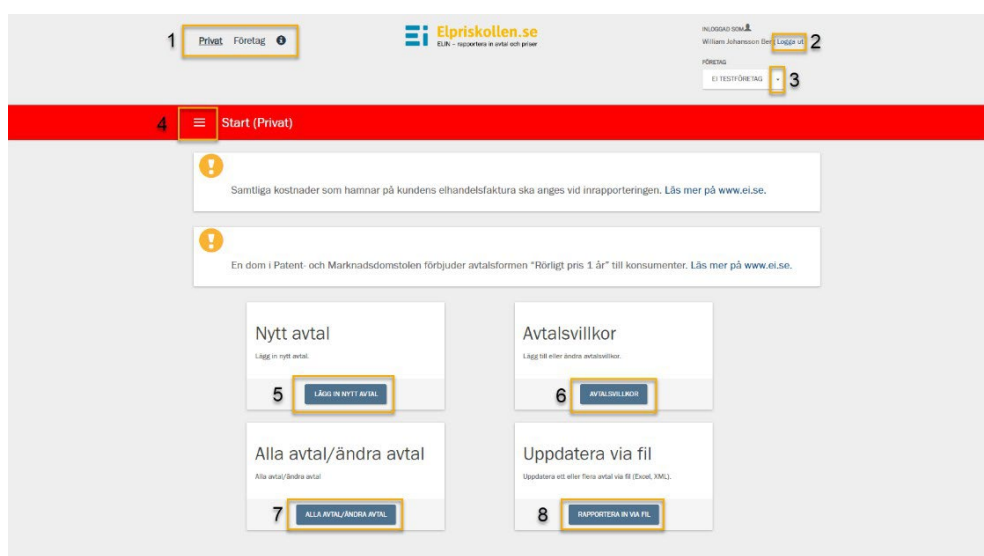 1 Privat Företag
Ei Elpriskollen.se
ELIN – rapportera in avtal och priser
INLOGGAD SOM
William Johansson Ber Logga ut 2
FÖRETAG
EI TESTFÖRETAG 3
4 Start (Privat)
Samtliga kostnader som hamnar på kundens elhandelsfaktura ska anges vid inrapporteringen. Läs mer på www.ei.se.
En dom i Patent- och Marknadsdomstolen förbjuder avtalsformen "Rörligt pris 1 år" till konsumenter. Läs mer på www.ei.se.
Nytt avtal
Lägg in nytt avtal.
5 LÄGG IN NYTT AVTAL
Avtalsvillkor
Lägg till eller ändra avtalsvillkor.
6 AVTALSVILLKOR
Alla avtal/ändra avtal
Alla avtal/ändra avtal
7 ALLA AVTAL/ÄNDRA AVTAL
Uppdatera via fil
Uppdatera ett eller flera avtal via fil (Excel, XML).
8 RAPPORTERA IN VIA FIL